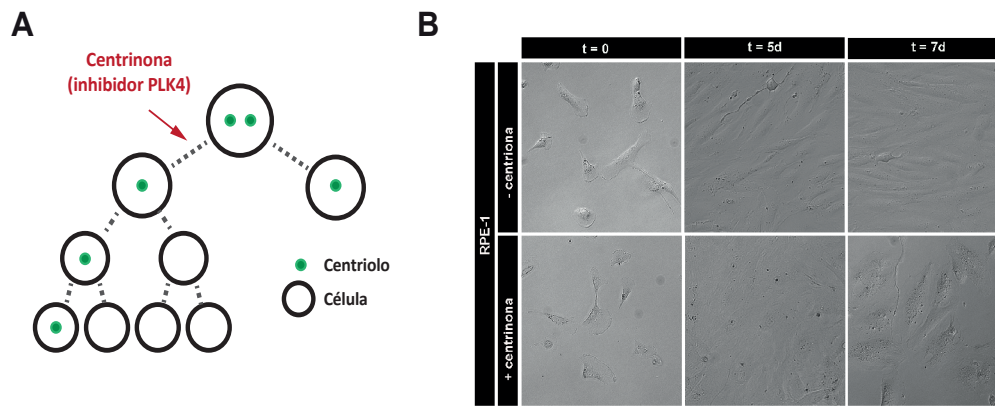 A
Centrinona
(inhibidor PLK4)
Centriolo
Célula
B
t = 0
t = 5d
t = 7d
RPE-1
- centriona
+ centrinona